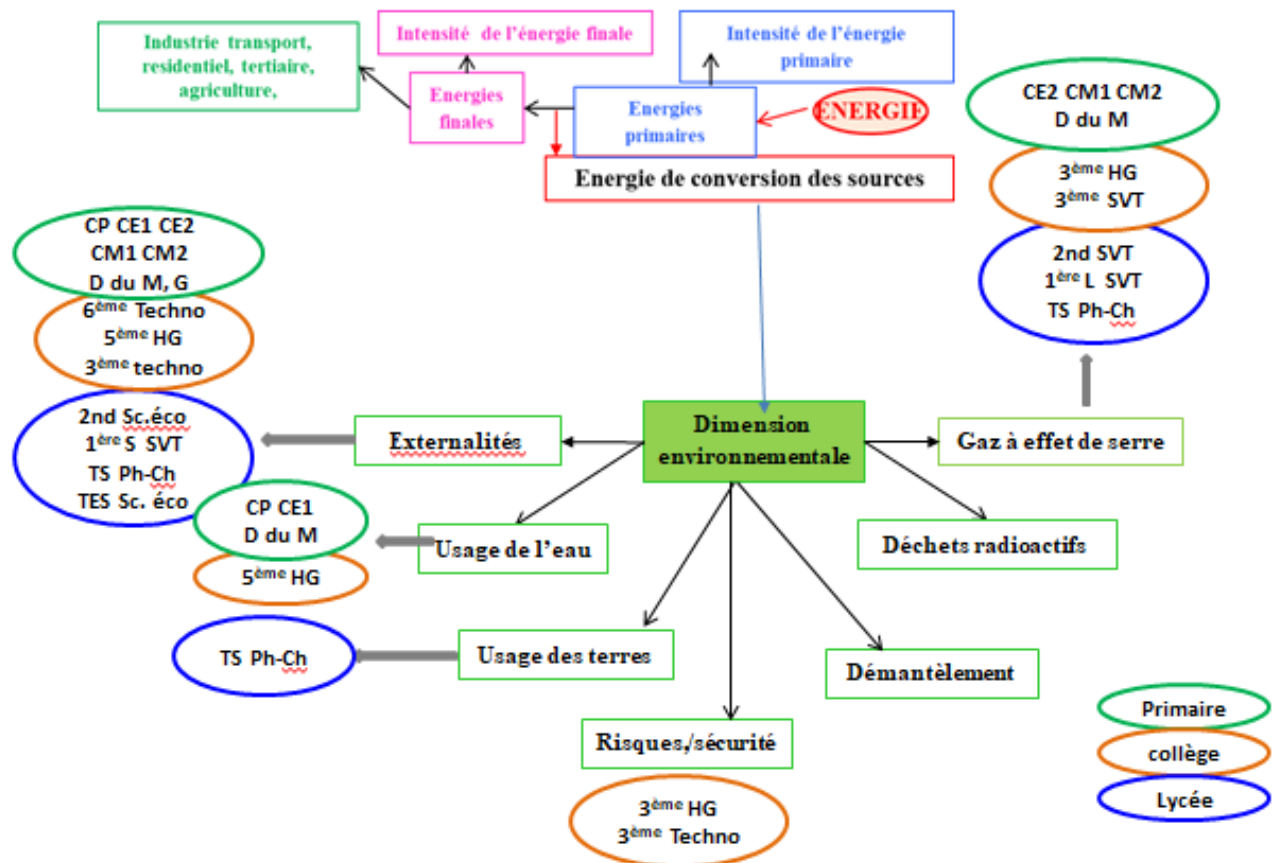 Industrie transport,
residentiel, tertiaire,
agriculture,
Intensité de l'énergie finale
Intensité de l'énergie
primaire
Energies
finales
Energies
primaires
ENERGIE
Energie de conversion des sources
CE2 CM1 CM2
D du M
3ème HG
3ème SVT
2nd SVT
1ère L SVT
TS Ph-Ch
CP CE1 CE2
CM1 CM2
D du M, G
6ème Techno
5ème HG
3ème techno
2nd Sc.éco
1ère S SVT
TS Ph-Ch
TES Sc. éco
Externalités
Dimension
environnementale
Gaz à effet de serre
CP CE1
D du M
5ème HG
Usage de l'eau
Déchets radioactifs
TS Ph-Ch
Usage des terres
Démantèlement
Risques,/sécurité
3ème HG
3ème Techno
Primaire
collège
Lycée